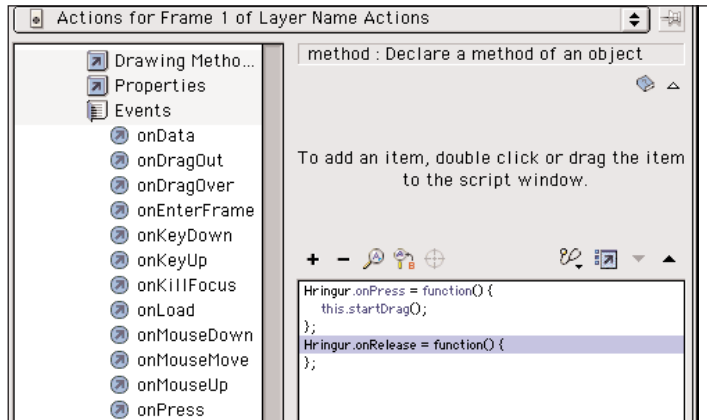 Actions for Frame 1 of Layer Name Actions
Drawing Metho...
Properties
Events
onData
onDragOut
onDragOver
onEnterFrame
onKeyDown
onKeyUp
onKillFocus
onLoad
onMouseDown
onMouseMove
onMouseUp
onPress
method : Declare a method of an object
To add an item, double click or drag the item
to the script window.
Hringur.onPress = function() {
this.startDrag();
};
Hringur.onRelease = function() {
};